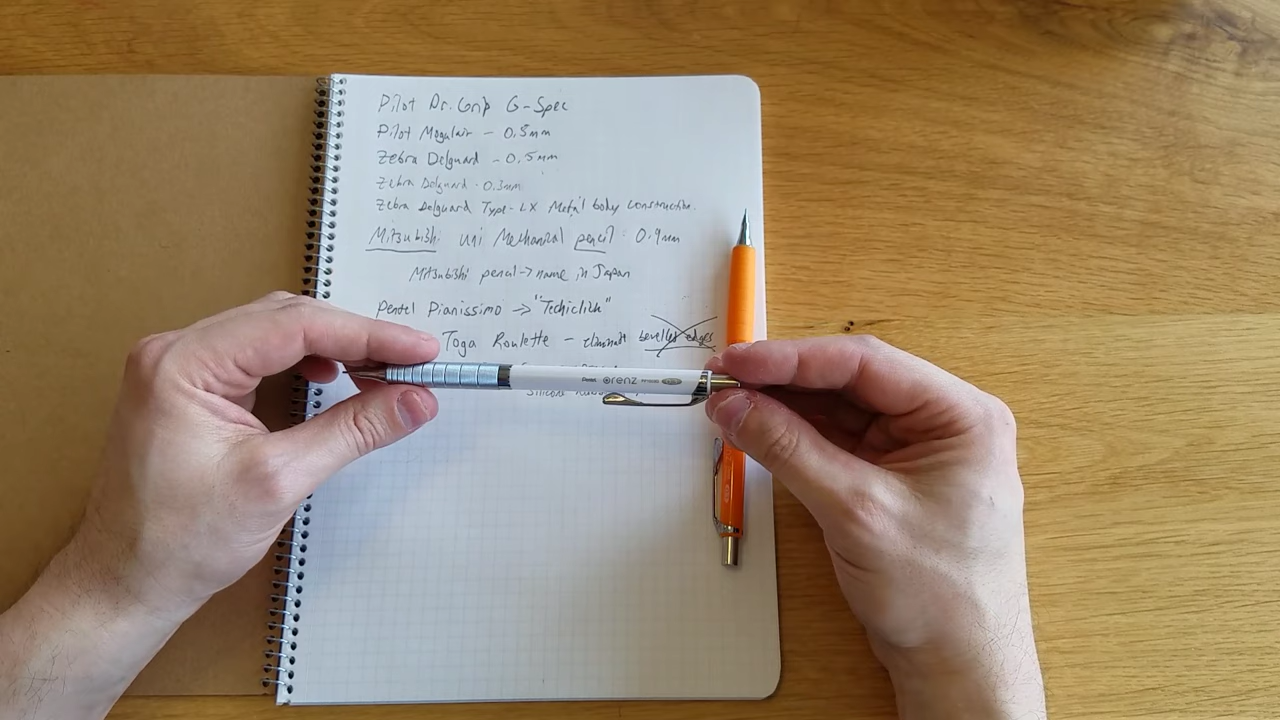 Pilot Dr. Grip G-Spec
Pilot Mogulair - 0.5mm
Zebra Delguard - 0.5mm
Zebra Delguard - 0.3mm
Zebra Delguard Type-LX Metal body construction.
Mitsubishi uni Mechanical pencil: 0.9mm
Mitsubishi pencil -> name in Japan
Pentel Pianissimo -> "Techiclick"
Toga Roulette - eliminate bevelled edges
Pentel orenz
Silicone